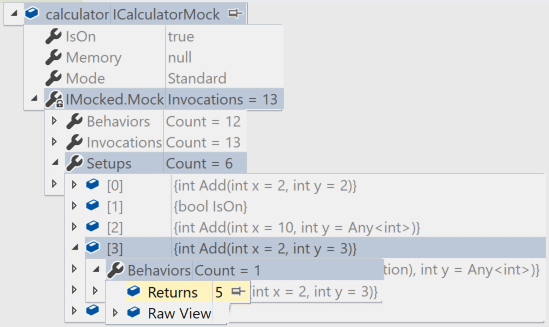 calculator ICalculatorMock
IsOn true
Memory null
Mode Standard
IMocked.Mock Invocations = 13
Behaviors Count = 12
Invocations Count = 13
Setups Count = 6
[0] {int Add(int x = 2, int y = 2)}
[1] {bool IsOn}
[2] {int Add(int x = 10, int y = Any<int>)}
[3] {int Add(int x = 2, int y = 3)}
Behaviors Count = 1 tion), int y = Any<int>)}
Returns 5 int x = 2, int y = 3)}
Raw View